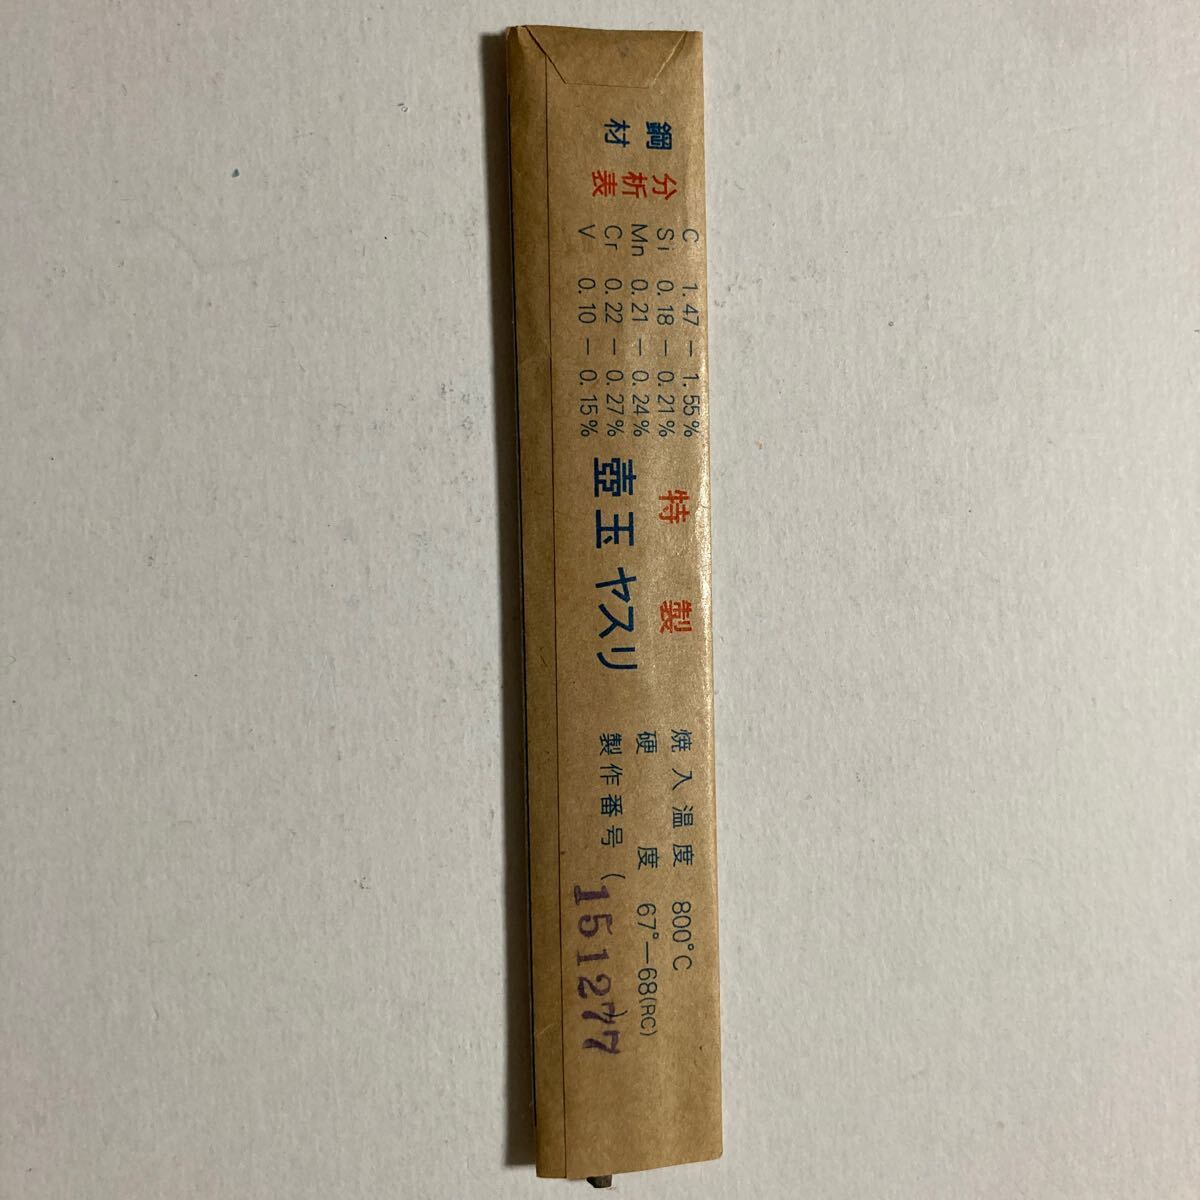 鋼材
分析表
C 1.47 — 1.55%
Si 0.18 — 0.21%
Mn 0.21 — 0.24%
Cr 0.22 — 0.27%
V 0.10 — 0.15%
特製
壺玉ヤスリ
焼入温度 800°C
硬度 67°—68(RC)
製作番号 (151277)